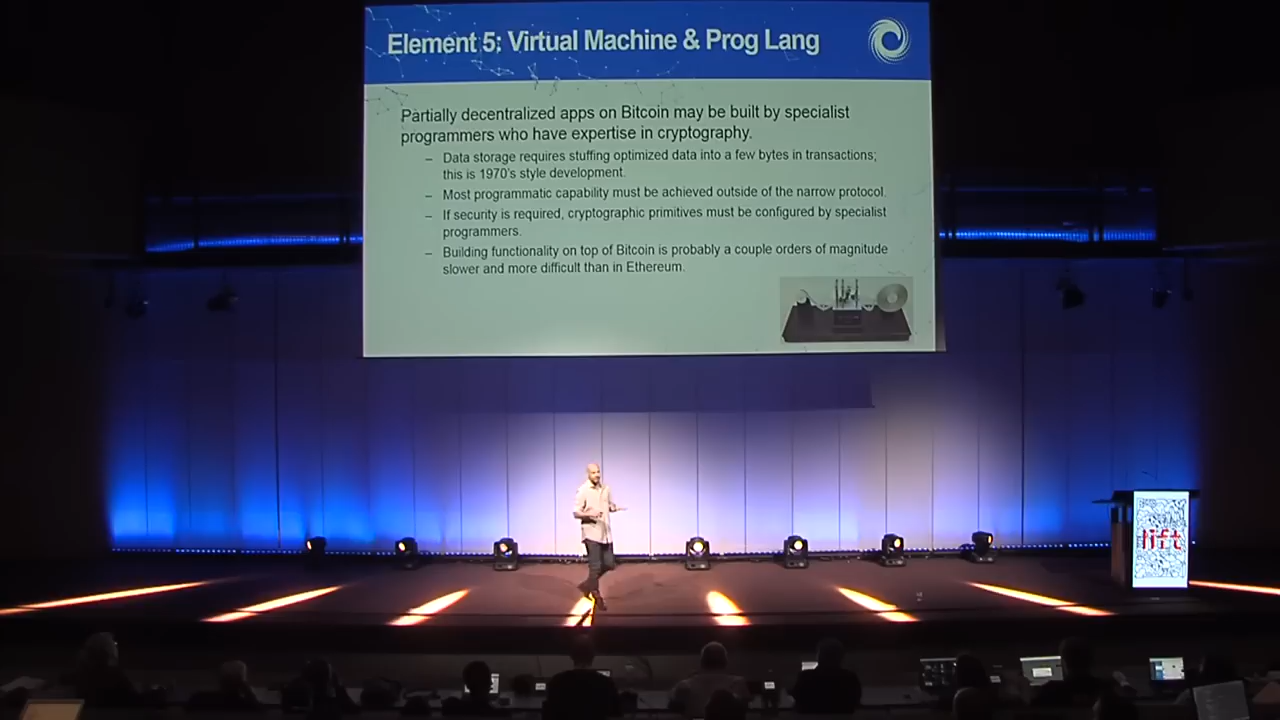 Element 5: Virtual Machine & Prog Lang
Partially decentralized apps on Bitcoin may be built by specialist
programmers who have expertise in cryptography.
– Data storage requires stuffing optimized data into a few bytes in transactions;
this is 1970's style development.
– Most programmatic capability must be achieved outside of the narrow protocol.
– If security is required, cryptographic primitives must be configured by specialist
programmers.
– Building functionality on top of Bitcoin is probably a couple orders of magnitude
slower and more difficult than in Ethereum.
lift